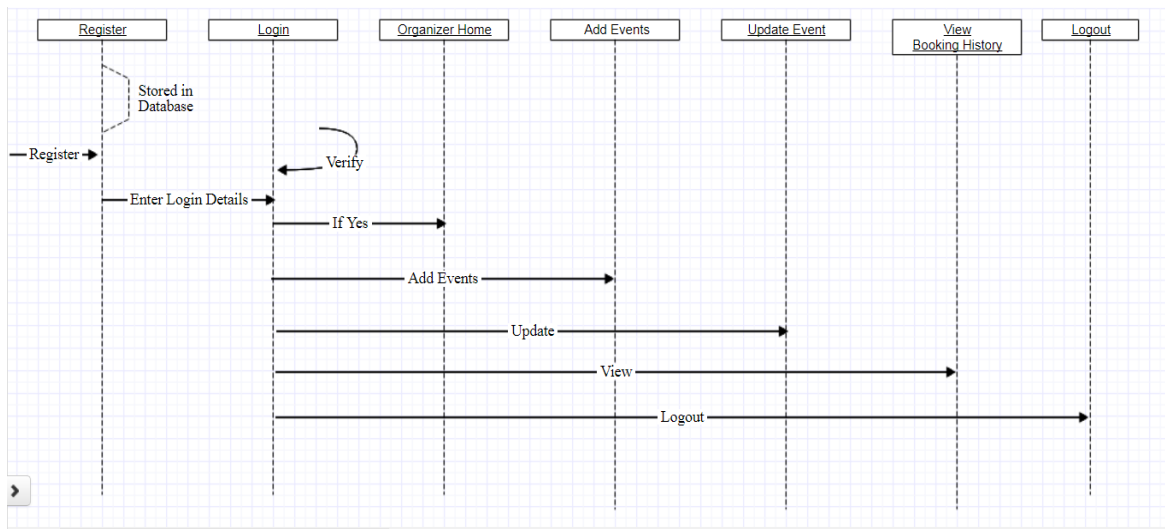 Register
Login
Organizer Home
Add Events
Update Event
View
Booking History
Logout
Stored in
Database
Register
Verify
Enter Login Details
If Yes
Add Events
Update
View
Logout